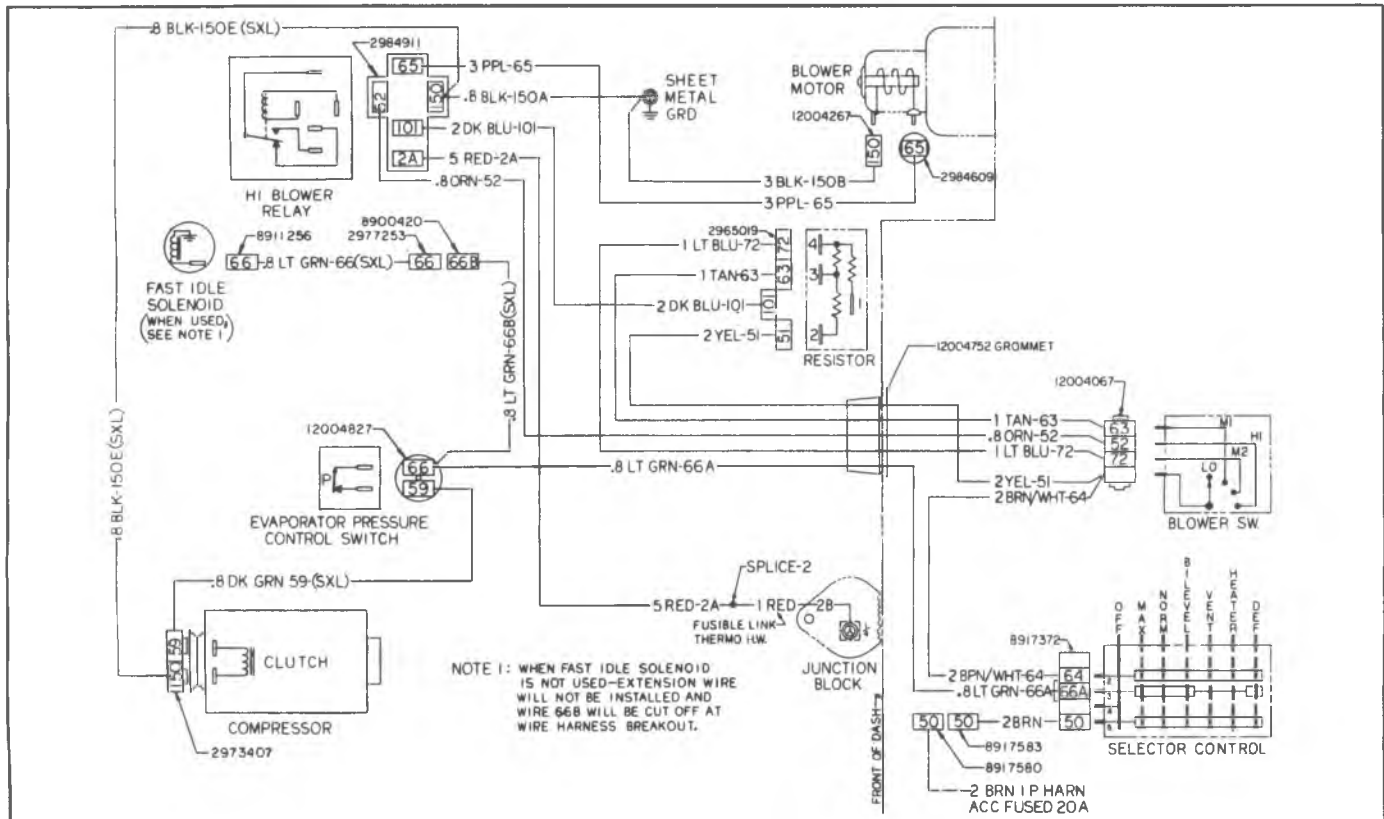 .8 BLK-150E (SXL)
2984911
65
3 PPL-65
52
150
.8 BLK-150A
101
2 DK BLU-101
2A
5 RED-2A
.8 ORN-52
HI BLOWER
RELAY
SHEET
METAL
GRD
BLOWER
MOTOR
12004267
150
65
2984609
3 BLK-150B
3 PPL-65
8911256
8900420
2977253
66
.8 LT GRN-66(SXL)
66
66B
FAST IDLE
SOLENOID
(WHEN USED,
SEE NOTE 1)
.8 LT GRN-66B(SXL)
2965019
1 LT BLU-72
72
1 TAN-63
63
2 DK BLU-101
101
2 YEL-51
51
4
3
1
2
RESISTOR
12004752 GROMMET
12004067
1 TAN-63
63
.8 ORN-52
52
1 LT BLU-72
72
2 YEL-51
2 BRN/WHT-64
M1
HI
M2
LO
BLOWER SW.
.8 BLK-150E(SXL)
12004827
66
59
P
.8 LT GRN-66A
EVAPORATOR PRESSURE
CONTROL SWITCH
.8 DK GRN 59-(SXL)
59
150
CLUTCH
COMPRESSOR
2973407
SPLICE-2
5 RED-2A
1 RED
2B
FUSIBLE LINK
THERMO H.W.
JUNCTION
BLOCK
NOTE 1: WHEN FAST IDLE SOLENOID
IS NOT USED-EXTENSION WIRE
WILL NOT BE INSTALLED AND
WIRE 66B WILL BE CUT OFF AT
WIRE HARNESS BREAKOUT.
FRONT OF DASH
OFF
MAX
NORM
BILEVEL
VENT
HEATER
DEF
8917372
2 BRN/WHT-64
64
2
.8 LT GRN-66A
66A
3
4
50
50
2 BRN
50
5
SELECTOR CONTROL
8917583
8917580
2 BRN I P HARN
ACC FUSED 20A